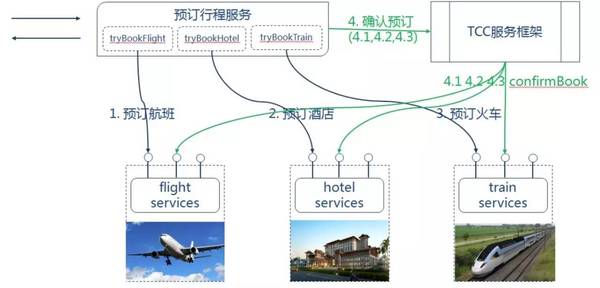 预订行程服务
tryBookFlight
tryBookHotel
tryBookTrain
4. 确认预订
(4.1,4.2,4.3)
TCC服务框架
4.1 4.2 4.3 confirmBook
1. 预订航班
2. 预订酒店
3. 预订火车
flight
services
hotel
services
train
services